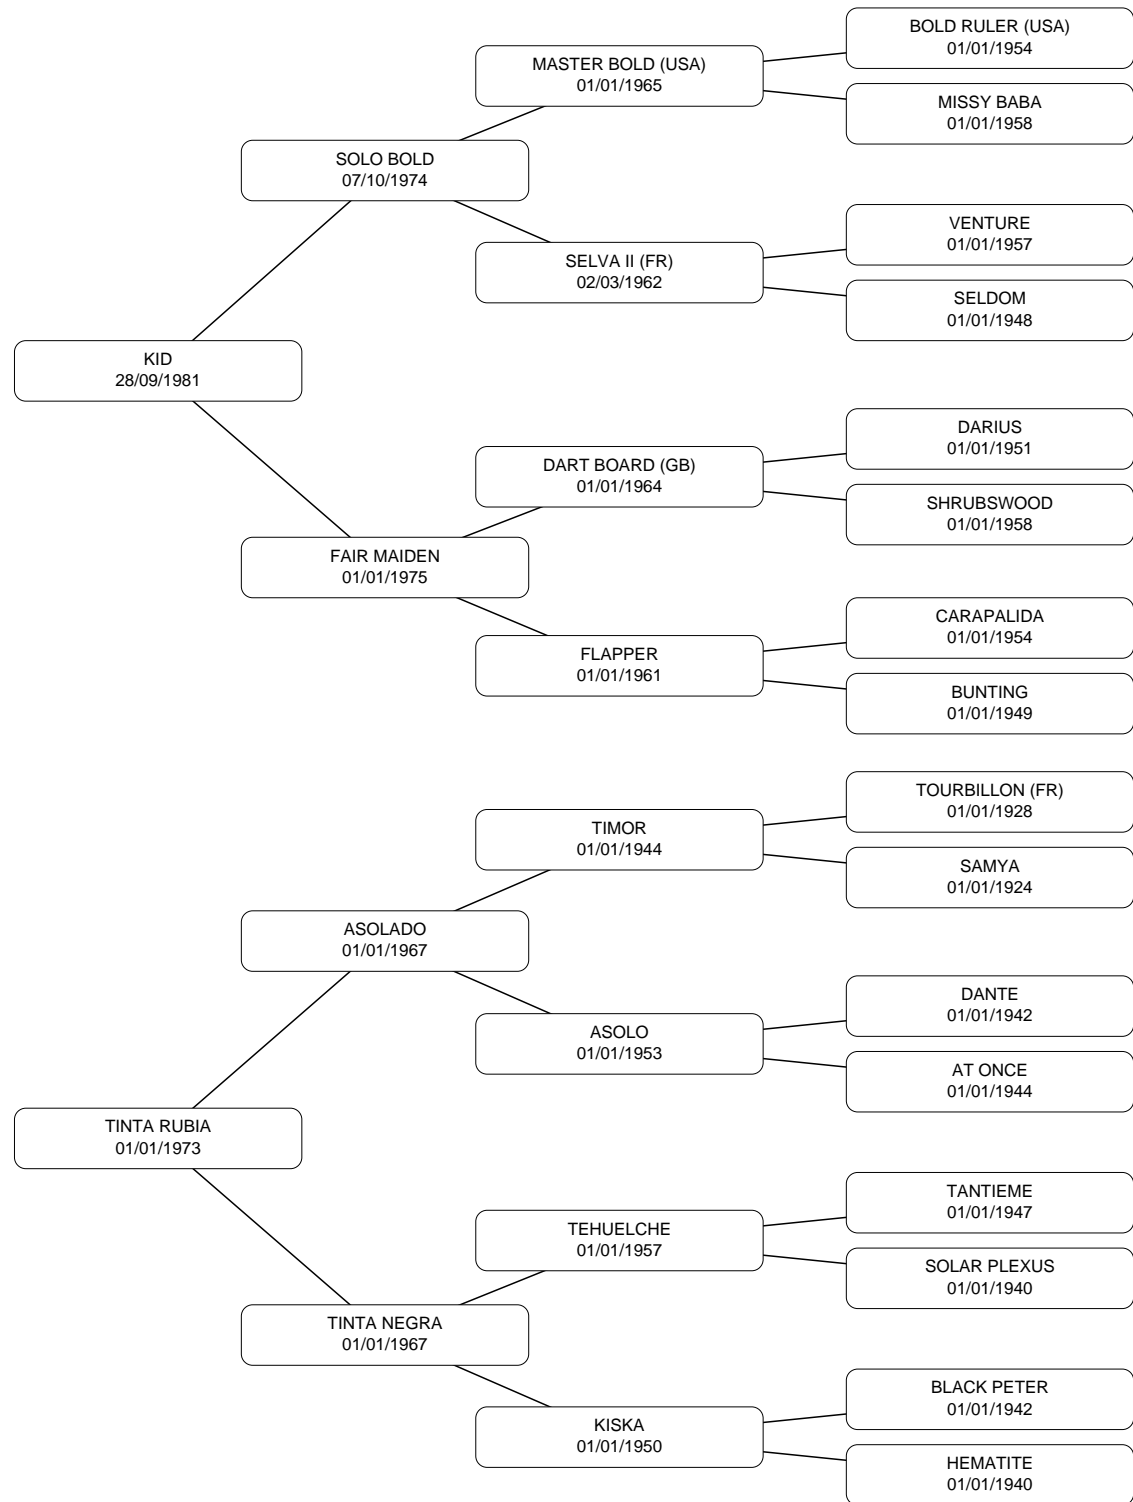 BOLD RULER (USA)
01/01/1954
MASTER BOLD (USA)
01/01/1965
MISSY BABA
01/01/1958
SOLO BOLD
07/10/1974
VENTURE
01/01/1957
SELVA II (FR)
02/03/1962
SELDOM
01/01/1948
KID
28/09/1981
DARIUS
01/01/1951
DART BOARD (GB)
01/01/1964
SHRUBSWOOD
01/01/1958
FAIR MAIDEN
01/01/1975
CARAPALIDA
01/01/1954
FLAPPER
01/01/1961
BUNTING
01/01/1949
TOURBILLON (FR)
01/01/1928
TIMOR
01/01/1944
SAMYA
01/01/1924
ASOLADO
01/01/1967
DANTE
01/01/1942
ASOLO
01/01/1953
AT ONCE
01/01/1944
TINTA RUBIA
01/01/1973
TANTIEME
01/01/1947
TEHUELCHE
01/01/1957
SOLAR PLEXUS
01/01/1940
TINTA NEGRA
01/01/1967
BLACK PETER
01/01/1942
KISKA
01/01/1950
HEMATITE
01/01/1940